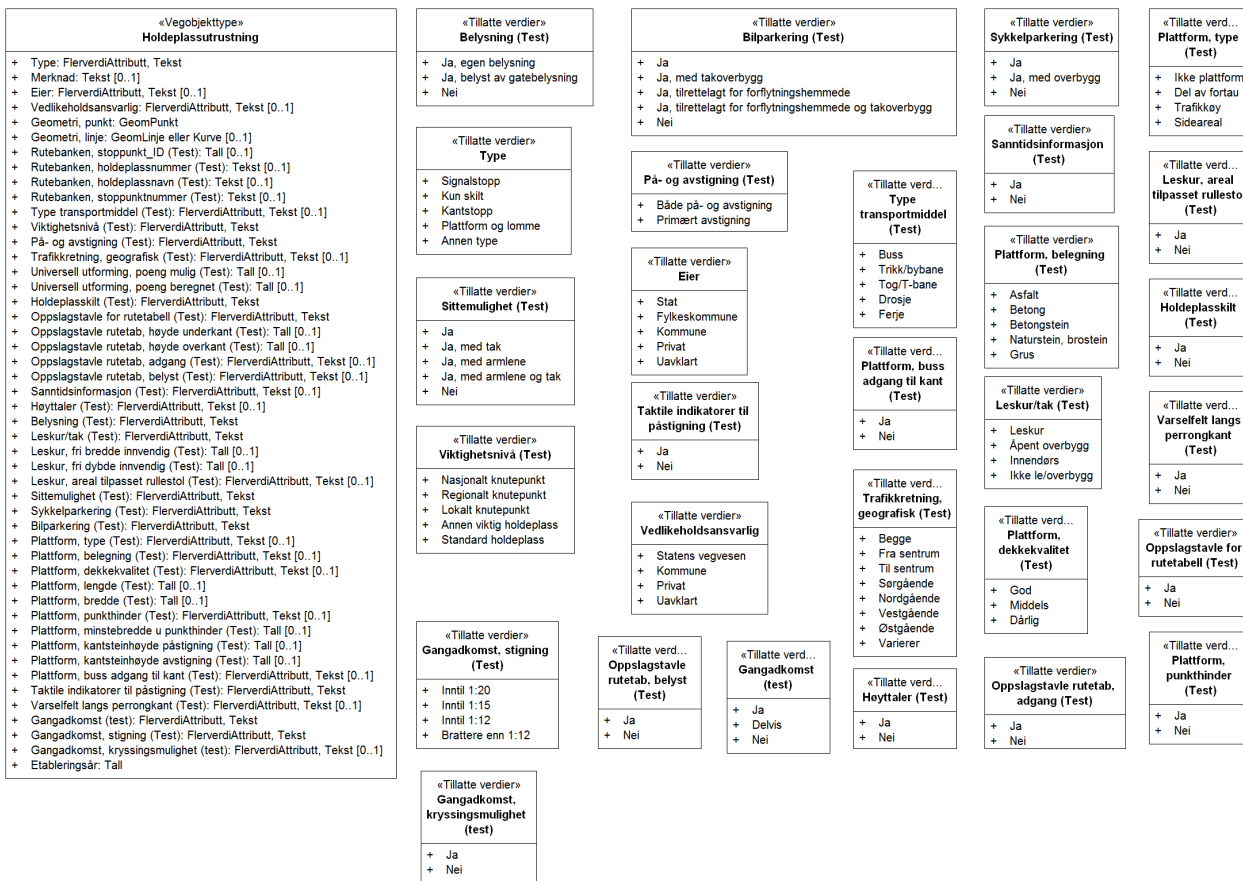 «Vegobjekttype»
Holdeplassutrustning
+ Type: FlerverdiAttributt, Tekst
+ Merknad: Tekst [0..1]
+ Eier: FlerverdiAttributt, Tekst [0..1]
+ Vedlikeholdsansvarlig: FlerverdiAttributt, Tekst [0..1]
+ Geometri, punkt: GeomPunkt
+ Geometri, linje: GeomLinje eller Kurve [0..1]
+ Rutebanken, stoppunkt_ID (Test): Tall [0..1]
+ Rutebanken, holdeplassnummer (Test): Tekst [0..1]
+ Rutebanken, holdeplassnavn (Test): Tekst [0..1]
+ Rutebanken, stoppunktnummer (Test): Tekst [0..1]
+ Type transportmiddel (Test): FlerverdiAttributt, Tekst [0..1]
+ Viktighetsnivå (Test): FlerverdiAttributt, Tekst
+ På- og avstigning (Test): FlerverdiAttributt, Tekst
+ Trafikkretning, geografisk (Test): FlerverdiAttributt, Tekst [0..1]
+ Universell utforming, poeng mulig (Test): Tall [0..1]
+ Universell utforming, poeng beregnet (Test): Tall [0..1]
+ Holdeplasskilt (Test): FlerverdiAttributt, Tekst
+ Oppslagstavle for rutetabell (Test): FlerverdiAttributt, Tekst
+ Oppslagstavle rutetab, høyde underkant (Test): Tall [0..1]
+ Oppslagstavle rutetab, høyde overkant (Test): Tall [0..1]
+ Oppslagstavle rutetab, adgang (Test): FlerverdiAttributt, Tekst [0..1]
+ Oppslagstavle rutetab, belyst (Test): FlerverdiAttributt, Tekst [0..1]
+ Sanntidsinformasjon (Test): FlerverdiAttributt, Tekst [0..1]
+ Høyttaler (Test): FlerverdiAttributt, Tekst [0..1]
+ Belysning (Test): FlerverdiAttributt, Tekst
+ Leskur/tak (Test): FlerverdiAttributt, Tekst
+ Leskur, fri bredde innvendig (Test): Tall [0..1]
+ Leskur, fri dybde innvendig (Test): Tall [0..1]
+ Leskur, areal tilpasset rullestol (Test): FlerverdiAttributt, Tekst [0..1]
+ Sittemulighet (Test): FlerverdiAttributt, Tekst
+ Sykkelparkering (Test): FlerverdiAttributt, Tekst
+ Bilparkering (Test): FlerverdiAttributt, Tekst
+ Plattform, type (Test): FlerverdiAttributt, Tekst [0..1]
+ Plattform, belegning (Test): FlerverdiAttributt, Tekst [0..1]
+ Plattform, dekkekvalitet (Test): FlerverdiAttributt, Tekst [0..1]
+ Plattform, lengde (Test): Tall [0..1]
+ Plattform, bredde (Test): Tall [0..1]
+ Plattform, punkthinder (Test): FlerverdiAttributt, Tekst [0..1]
+ Plattform, minstebredde u punkthinder (Test): Tall [0..1]
+ Plattform, kantsteinhøyde påstigning (Test): Tall [0..1]
+ Plattform, kantsteinhøyde avstigning (Test): Tall [0..1]
+ Plattform, buss adgang til kant (Test): FlerverdiAttributt, Tekst [0..1]
+ Taktile indikatorer til påstigning (Test): FlerverdiAttributt, Tekst
+ Varselfelt langs perrongkant (Test): FlerverdiAttributt, Tekst [0..1]
+ Gangadkomst (test): FlerverdiAttributt, Tekst
+ Gangadkomst, stigning (Test): FlerverdiAttributt, Tekst
+ Gangadkomst, kryssingsmulighet (test): FlerverdiAttributt, Tekst [0..1]
+ Etableringsår: Tall
«Tillatte verdier»
Belysning (Test)
+ Ja, egen belysning
+ Ja, belyst av gatebelysning
+ Nei
«Tillatte verdier»
Type
+ Signalstopp
+ Kun skilt
+ Kantstopp
+ Plattform og lomme
+ Annen type
«Tillatte verdier»
Sittemulighet (Test)
+ Ja
+ Ja, med tak
+ Ja, med armlene
+ Ja, med armlene og tak
+ Nei
«Tillatte verdier»
Viktighetsnivå (Test)
+ Nasjonalt knutepunkt
+ Regionalt knutepunkt
+ Lokalt knutepunkt
+ Annen viktig holdeplass
+ Standard holdeplass
«Tillatte verdier»
Gangadkomst, stigning
(Test)
+ Inntil 1:20
+ Inntil 1:15
+ Inntil 1:12
+ Brattere enn 1:12
«Tillatte verdier»
Gangadkomst,
kryssingsmulighet
(test)
+ Ja
+ Nei
«Tillatte verdier»
Bilparkering (Test)
+ Ja
+ Ja, med takoverbygg
+ Ja, tilrettelagt for forflytningshemmede
+ Ja, tilrettelagt for forflytningshemmede og takoverbygg
+ Nei
«Tillatte verdier»
På- og avstigning (Test)
+ Både på- og avstigning
+ Primært avstigning
«Tillatte verdier»
Eier
+ Stat
+ Fylkeskommune
+ Kommune
+ Privat
+ Uavklart
«Tillatte verdier»
Taktile indikatorer til
påstigning (Test)
+ Ja
+ Nei
«Tillatte verdier»
Vedlikeholdsansvarlig
+ Statens vegvesen
+ Kommune
+ Privat
+ Uavklart
«Tillatte verd...
Oppslagstavle
rutetab, belyst
(Test)
+ Ja
+ Nei
«Tillatte verd...
Gangadkomst
(test)
+ Ja
+ Delvis
+ Nei
«Tillatte verd...
Type
transportmiddel
(Test)
+ Buss
+ Trikk/bybane
+ Tog/T-bane
+ Drosje
+ Ferje
«Tillatte verd...
Plattform, buss
adgang til kant
(Test)
+ Ja
+ Nei
«Tillatte verd...
Trafikkretning,
geografisk (Test)
+ Begge
+ Fra sentrum
+ Til sentrum
+ Sørgående
+ Nordgående
+ Vestgående
+ Østgående
+ Varierer
«Tillatte verd...
Høyttaler (Test)
+ Ja
+ Nei
«Tillatte verdier»
Sykkelparkering (Test)
+ Ja
+ Ja, med overbygg
+ Nei
«Tillatte verdier»
Sanntidsinformasjon
(Test)
+ Ja
+ Nei
«Tillatte verdier»
Plattform, belegning
(Test)
+ Asfalt
+ Betong
+ Betongstein
+ Naturstein, brostein
+ Grus
«Tillatte verdier»
Leskur/tak (Test)
+ Leskur
+ Åpent overbygg
+ Innendørs
+ Ikke le/overbygg
«Tillatte verd...
Plattform,
dekkekvalitet
(Test)
+ God
+ Middels
+ Dårlig
«Tillatte verdier»
Oppslagstavle rutetab,
adgang (Test)
+ Ja
+ Nei
«Tillatte verd...
Plattform, type
(Test)
+ Ikke plattform
+ Del av fortau
+ Trafikkøy
+ Sideareal
«Tillatte verd...
Leskur, areal
tilpasset rullesto
(Test)
+ Ja
+ Nei
«Tillatte verd...
Holdeplasskilt
(Test)
+ Ja
+ Nei
«Tillatte verd...
Varselfelt langs
perrongkant
(Test)
+ Ja
+ Nei
«Tillatte verdier»
Oppslagstavle for
rutetabell (Test)
+ Ja
+ Nei
«Tillatte verd...
Plattform,
punkthinder
(Test)
+ Ja
+ Nei